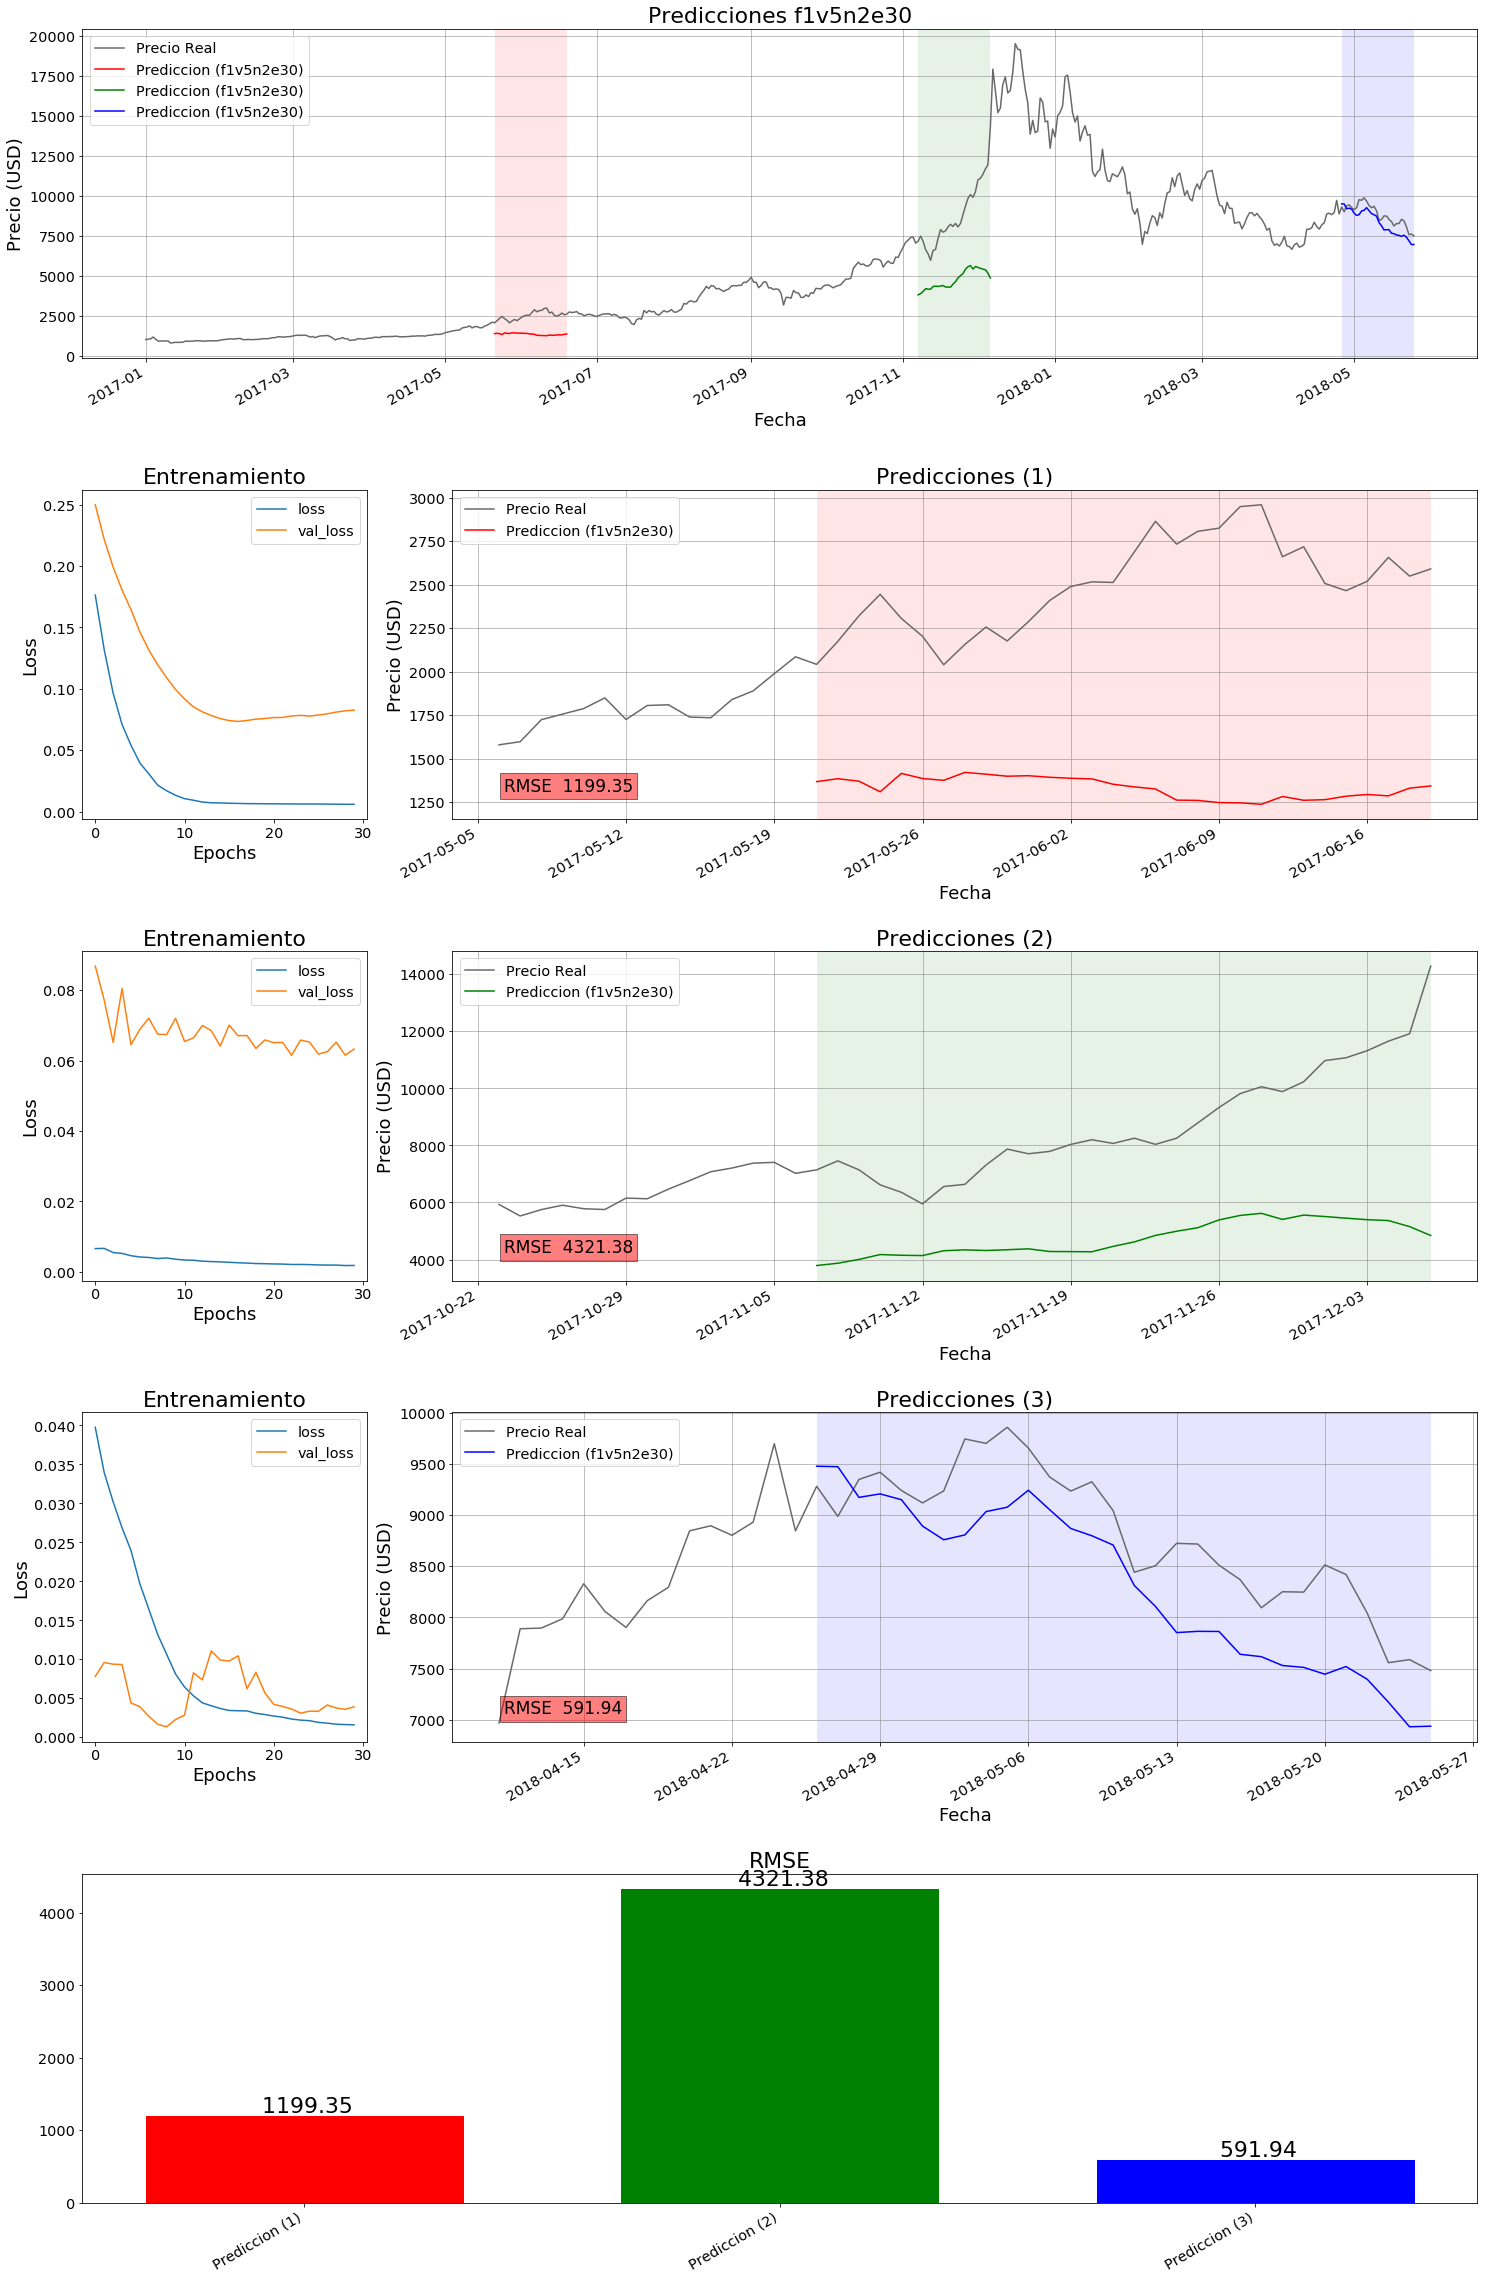 Predicciones f1v5n2e30
Precio (USD)
20000
17500
15000
12500
10000
7500
5000
2500
0
Precio Real
Prediccion (f1v5n2e30)
Prediccion (f1v5n2e30)
Prediccion (f1v5n2e30)
2017-01
2017-03
2017-05
2017-07
2017-09
2017-11
2018-01
2018-03
2018-05
Fecha
Entrenamiento
Loss
0.25
0.20
0.15
0.10
0.05
0.00
loss
val_loss
0
10
20
30
Epochs
Predicciones (1)
Precio (USD)
3000
2750
2500
2250
2000
1750
1500
1250
Precio Real
Prediccion (f1v5n2e30)
RMSE 1199.35
2017-05-05
2017-05-12
2017-05-19
2017-05-26
2017-06-02
2017-06-09
2017-06-16
Fecha
Entrenamiento
Loss
0.08
0.06
0.04
0.02
0.00
loss
val_loss
0
10
20
30
Epochs
Predicciones (2)
Precio (USD)
14000
12000
10000
8000
6000
4000
Precio Real
Prediccion (f1v5n2e30)
RMSE 4321.38
2017-10-22
2017-10-29
2017-11-05
2017-11-12
2017-11-19
2017-11-26
2017-12-03
Fecha
Entrenamiento
Loss
0.040
0.035
0.030
0.025
0.020
0.015
0.010
0.005
0.000
loss
val_loss
0
10
20
30
Epochs
Predicciones (3)
Precio (USD)
10000
9500
9000
8500
8000
7500
7000
Precio Real
Prediccion (f1v5n2e30)
RMSE 591.94
2018-04-15
2018-04-22
2018-04-29
2018-05-06
2018-05-13
2018-05-20
2018-05-27
Fecha
RMSE
4000
3000
2000
1000
0
1199.35
4321.38
591.94
Prediccion (1)
Prediccion (2)
Prediccion (3)